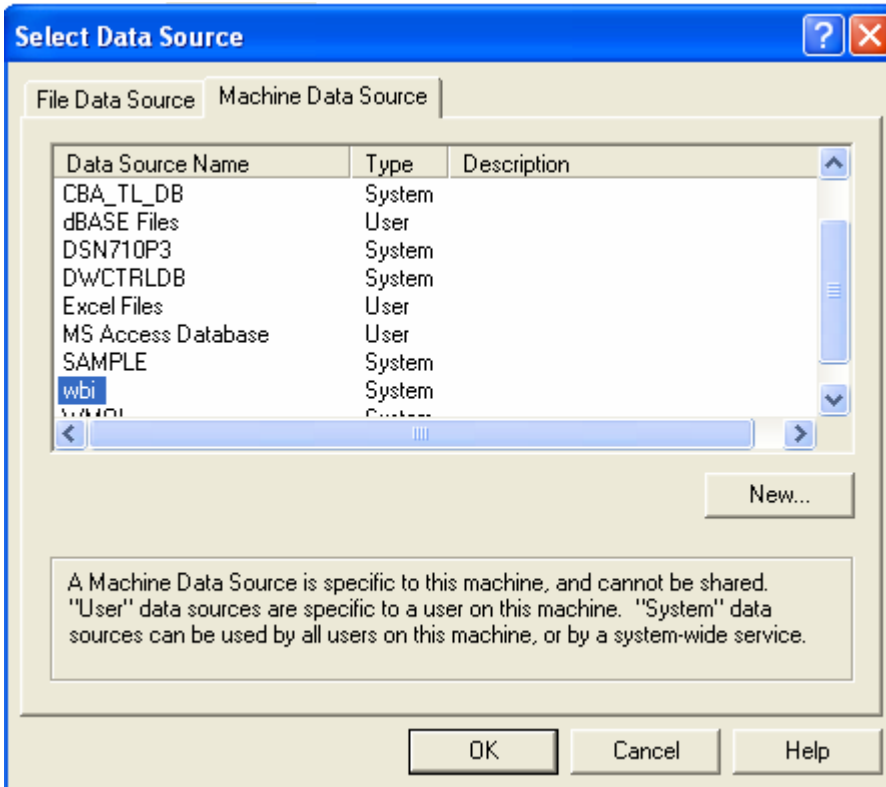 Select Data Source
File Data Source Machine Data Source
Data Source Name Type Description
CBA_TL_DB System
dBASE Files User
DSN710P3 System
DWCTRLDB System
Excel Files User
MS Access Database User
SAMPLE System
wbi System
New...
A Machine Data Source is specific to this machine, and cannot be shared.
"User" data sources are specific to a user on this machine. "System" data
sources can be used by all users on this machine, or by a system-wide service.
OK Cancel Help